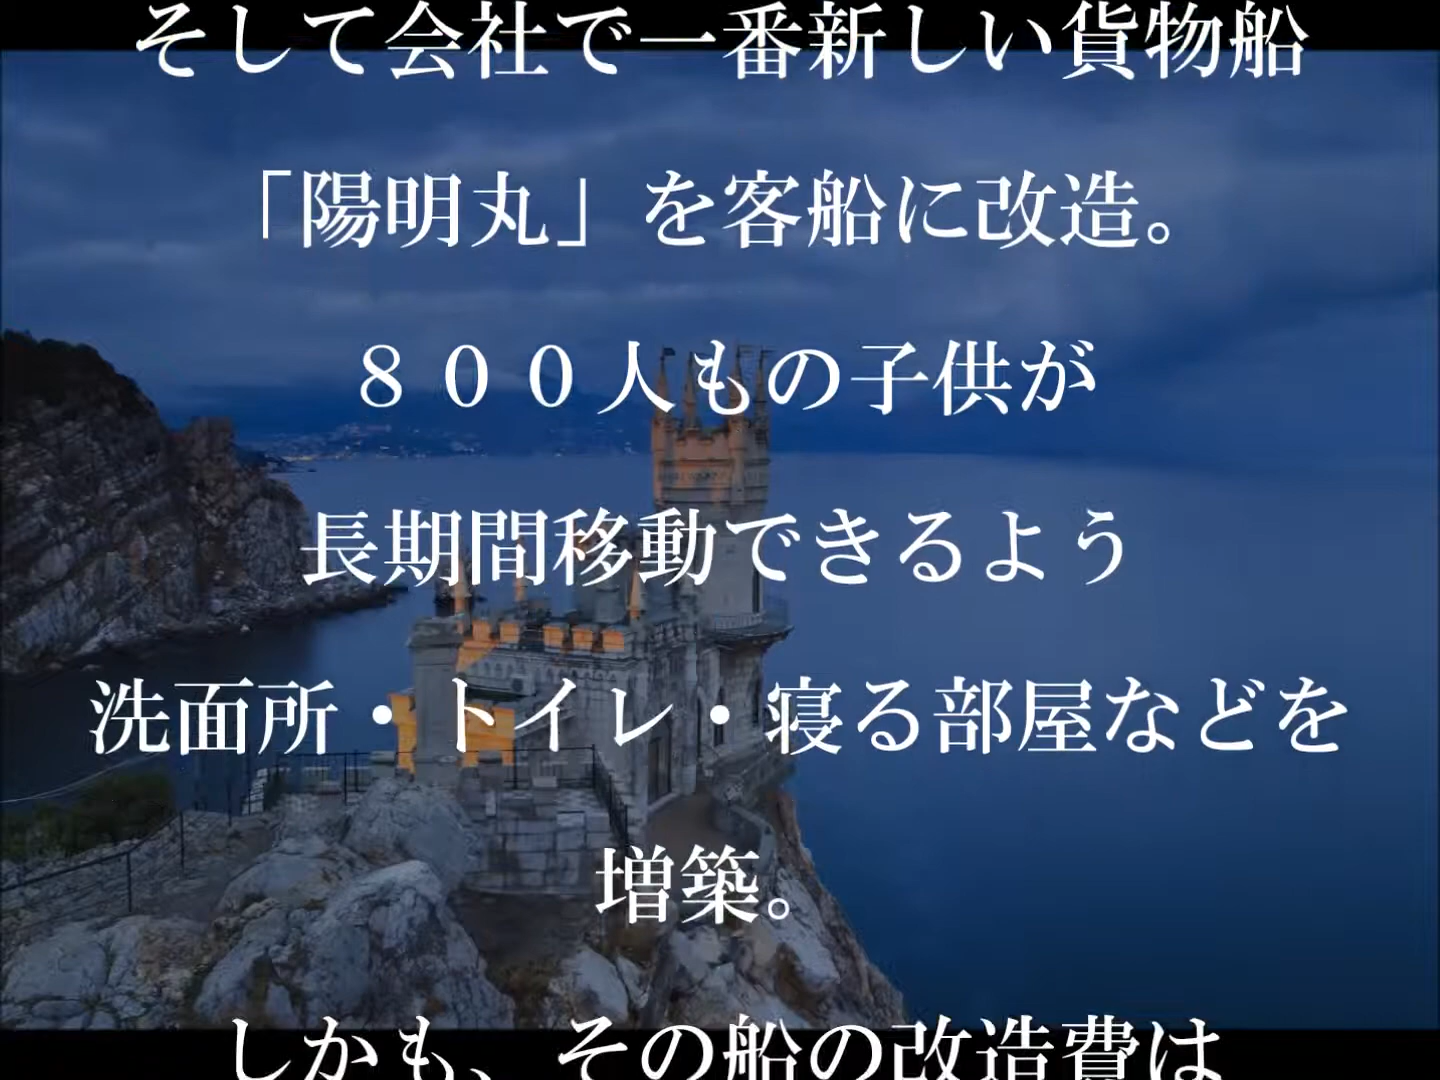 そして会社で一番新しい貨物船
「陽明丸」を客船に改造。
８００人もの子供が
長期間移動できるよう
洗面所・トイレ・寝る部屋などを
増築。
しかも、その船の改造費は